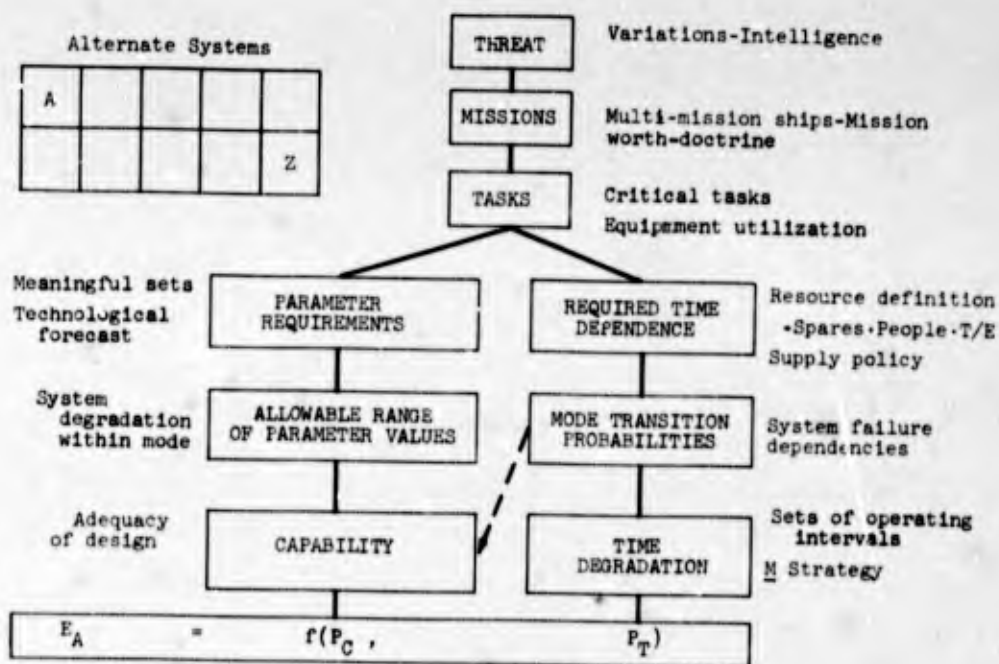 Alternate Systems
A
Z
THREAT
Variations-Intelligence
MISSIONS
Multi-mission ships-Mission
worth-doctrine
TASKS
Critical tasks
Equipmment utilization
Meaningful sets
Technological
forecast
PARAMETER
REQUIREMENTS
REQUIRED TIME
DEPENDENCE
Resource definition
•Spares•People•T/E
Supply policy
System
degradation
within mode
ALLOWABLE RANGE
OF PARAMETER VALUES
MODE TRANSITION
PROBABILITIES
System failure
dependencies
Adequacy
of design
CAPABILITY
TIME
DEGRADATION
Sets of operating
intervals
M Strategy
E_A = f(P_C , P_T)